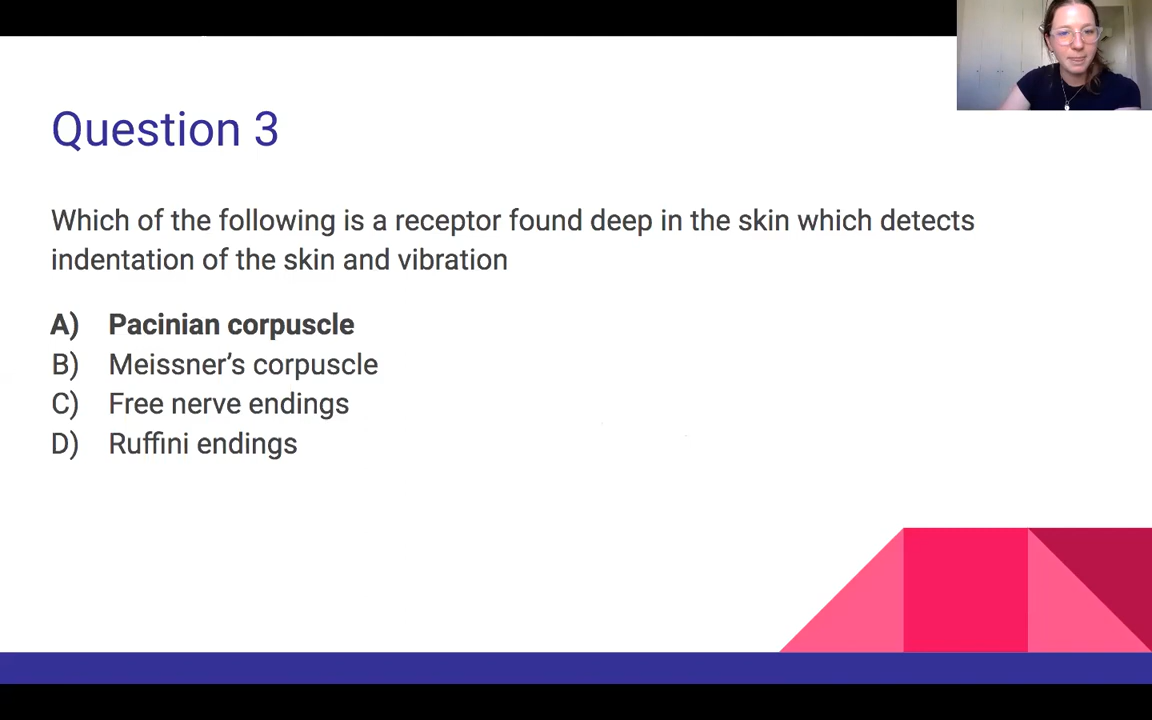 Question 3
Which of the following is a receptor found deep in the skin which detects
indentation of the skin and vibration
A) Pacinian corpuscle
B) Meissner’s corpuscle
C) Free nerve endings
D) Ruffini endings